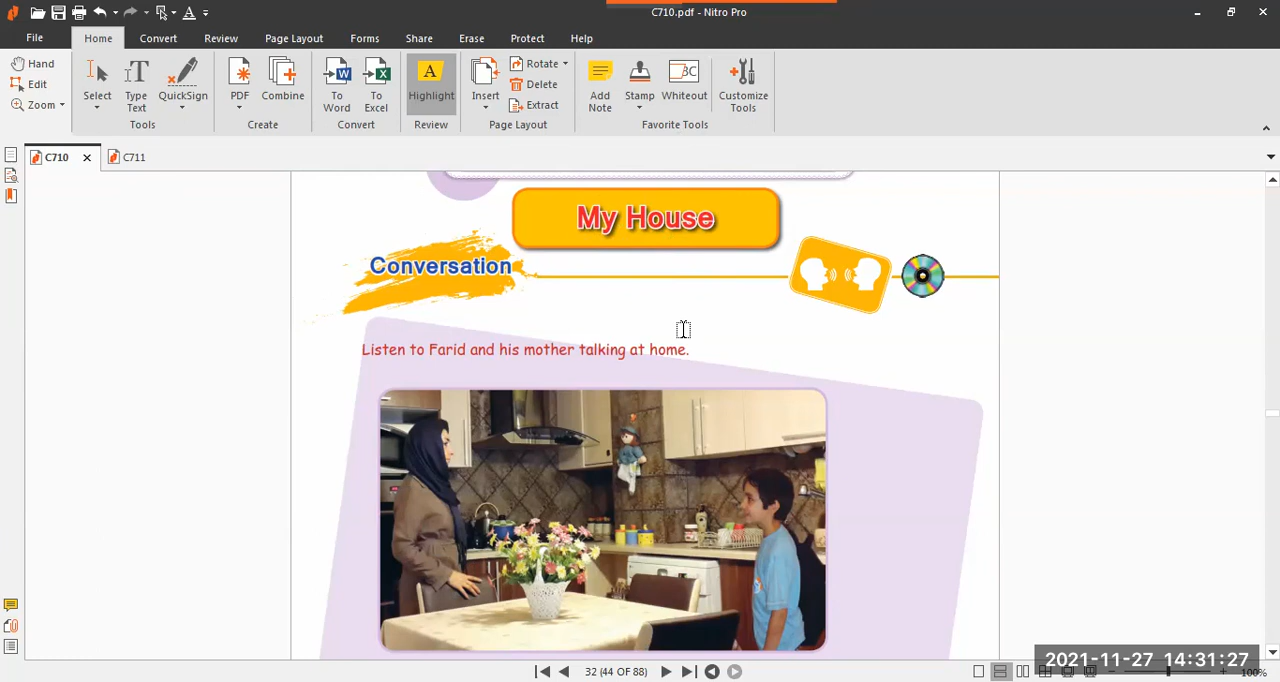 C710.pdf - Nitro Pro
File Home Convert Review Page Layout Forms Share Erase Protect Help
Hand
Edit
Zoom
Select
Type Text
QuickSign
Tools
PDF
Combine
Create
To Word
To Excel
Convert
Highlight
Review
Insert
Rotate
Delete
Extract
Page Layout
Add Note
Stamp
Whiteout
Favorite Tools
Customize Tools
C710
C711
My House
Conversation
Listen to Farid and his mother talking at home.
32 (44 OF 88)
2021-11-27 14:31:27
100%